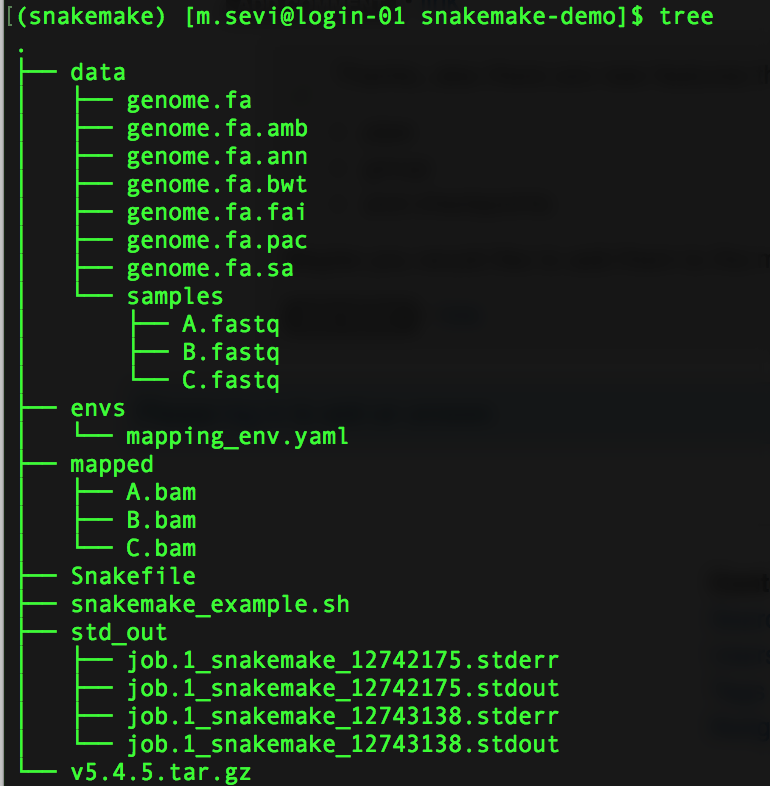 [(snakemake) [m.sevi@login-01 snakemake-demo]$ tree
.
├── data
│   ├── genome.fa
│   ├── genome.fa.amb
│   ├── genome.fa.ann
│   ├── genome.fa.bwt
│   ├── genome.fa.fai
│   ├── genome.fa.pac
│   ├── genome.fa.sa
│   └── samples
│       ├── A.fastq
│       ├── B.fastq
│       └── C.fastq
├── envs
│   └── mapping_env.yaml
├── mapped
│   ├── A.bam
│   ├── B.bam
│   └── C.bam
├── Snakefile
├── snakemake_example.sh
├── std_out
│   ├── job.1_snakemake_12742175.stderr
│   ├── job.1_snakemake_12742175.stdout
│   ├── job.1_snakemake_12743138.stderr
│   └── job.1_snakemake_12743138.stdout
└── v5.4.5.tar.gz